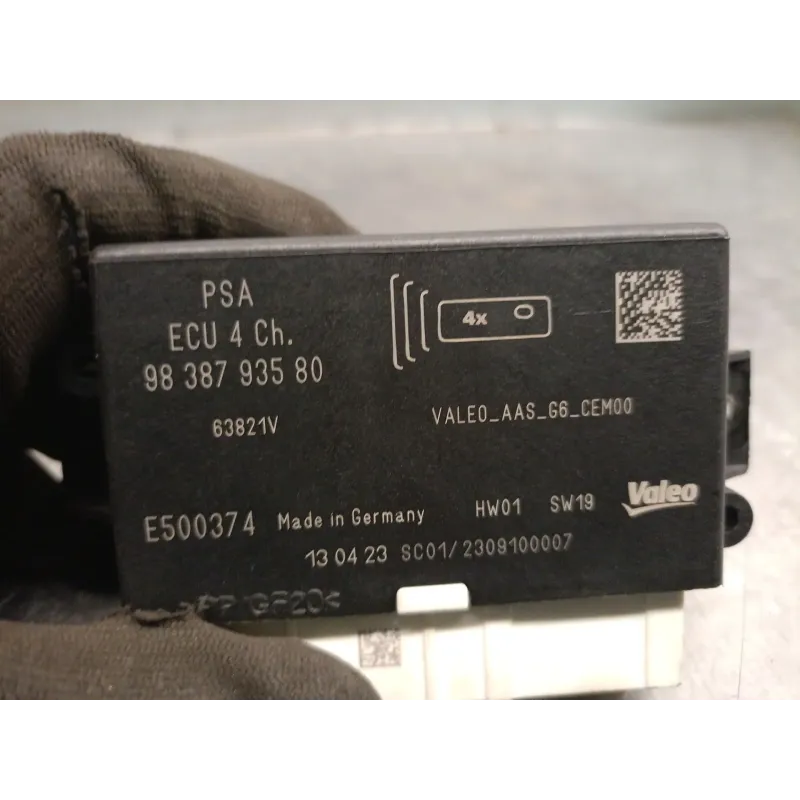 PSA
ECU 4 Ch.
98 387 935 80
63821V
4x
VALEO_AAS_G6_CEM00
E500374 Made in Germany
HW01 SW19
Valeo
13 04 23 SC01/2309100007
GF20<